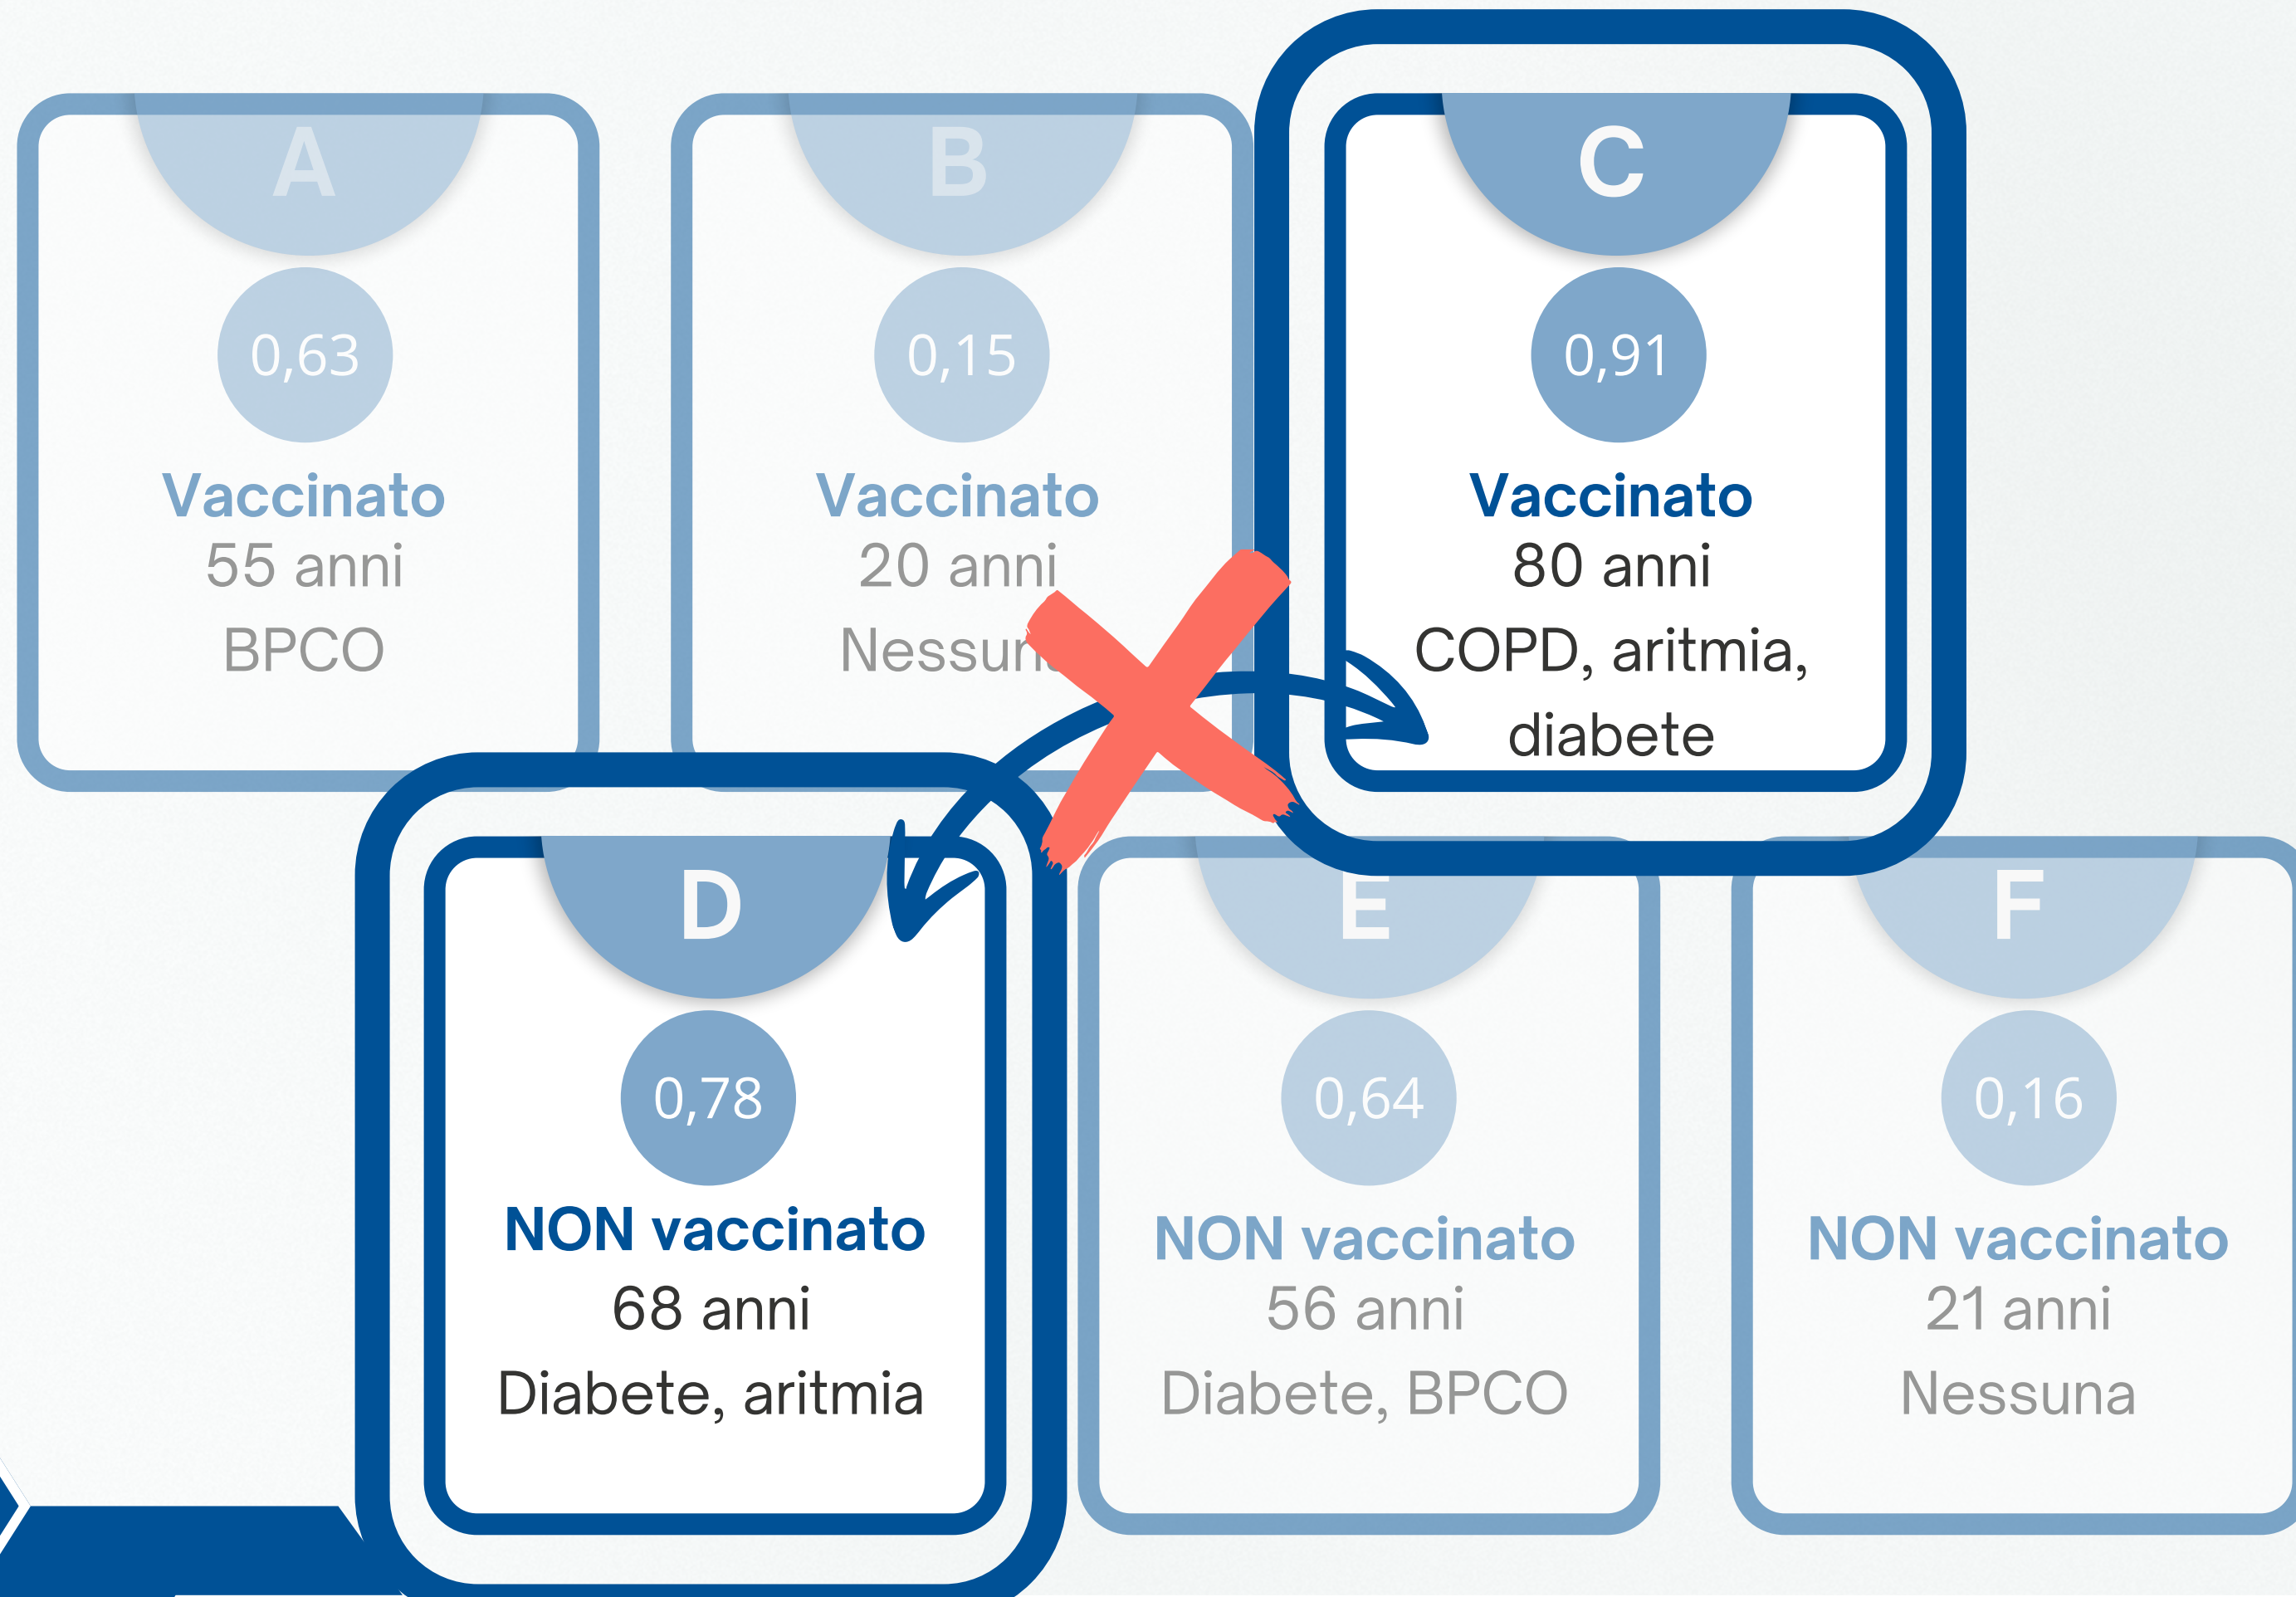 A
0,63
Vaccinato
55 anni
BPCO
B
0,15
Vaccinato
20 anni
C
0,91
Vaccinato
80 anni
COPD, aritmia,
diabete
D
0,78
NON vaccinato
68 anni
Diabete, aritmia
E
0,64
NON vaccinato
56 anni
Diabete, BPCO
F
0,16
NON vaccinato
21 anni
Nessuna